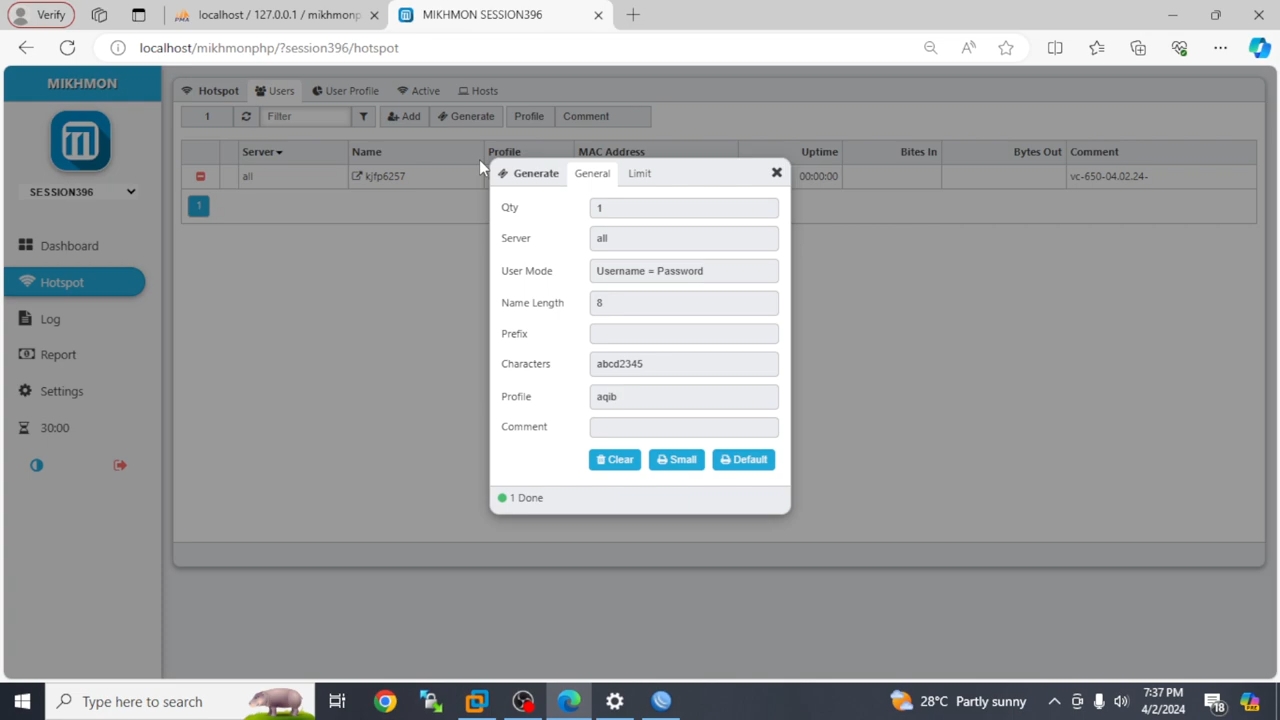 Verify
localhost / 127.0.0.1 / mikhmonp
MIKHMON SESSION396
localhost/mikhmonphp/?session396/hotspot
MIKHMON
SESSION396
Dashboard
Hotspot
Log
Report
Settings
30:00
Hotspot Users User Profile Active Hosts
1 Filter Add Generate Profile Comment
Server Name Profile MAC Address Uptime Bites In Bytes Out Comment
all kjfp6257 00:00:00 vc-650-04.02.24-
1
Generate General Limit
Qty 1
Server all
User Mode Username = Password
Name Length 8
Prefix
Characters abcd2345
Profile aqib
Comment
Clear Small Default
1 Done
Type here to search
28°C Partly sunny
7:37 PM
4/2/2024
18